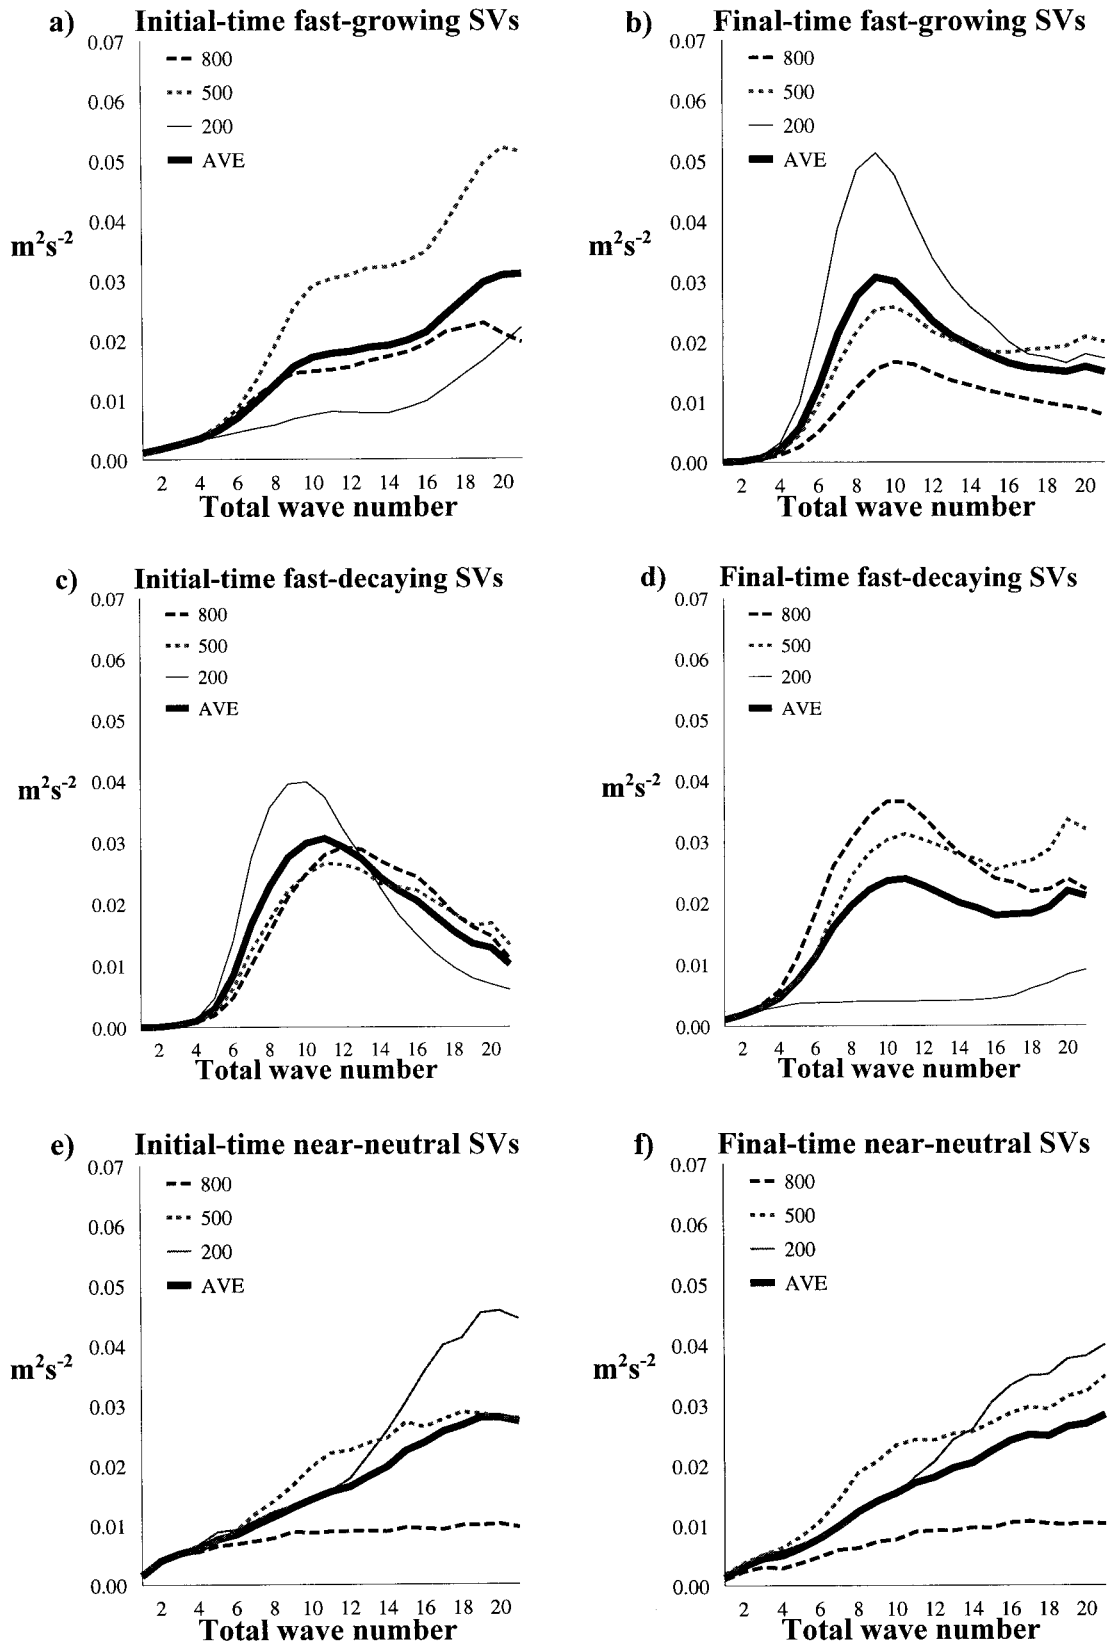 a) Initial-time fast-growing SVs
0.07
0.06
0.05
0.04
0.03
0.02
0.01
0.00
m²s⁻²
800
500
200
AVE
2 4 6 8 10 12 14 16 18 20
Total wave number
b) Final-time fast-growing SVs
0.07
0.06
0.05
0.04
0.03
0.02
0.01
0.00
m²s⁻²
800
500
200
AVE
2 4 6 8 10 12 14 16 18 20
Total wave number
c) Initial-time fast-decaying SVs
0.07
0.06
0.05
0.04
0.03
0.02
0.01
0.00
m²s⁻²
800
500
200
AVE
2 4 6 8 10 12 14 16 18 20
Total wave number
d) Final-time fast-decaying SVs
0.07
0.06
0.05
0.04
0.03
0.02
0.01
0.00
m²s⁻²
800
500
200
AVE
2 4 6 8 10 12 14 16 18 20
Total wave number
e) Initial-time near-neutral SVs
0.07
0.06
0.05
0.04
0.03
0.02
0.01
0.00
m²s⁻²
800
500
200
AVE
2 4 6 8 10 12 14 16 18 20
Total wave number
f) Final-time near-neutral SVs
0.07
0.06
0.05
0.04
0.03
0.02
0.01
0.00
m²s⁻²
800
500
200
AVE
2 4 6 8 10 12 14 16 18 20
Total wave number